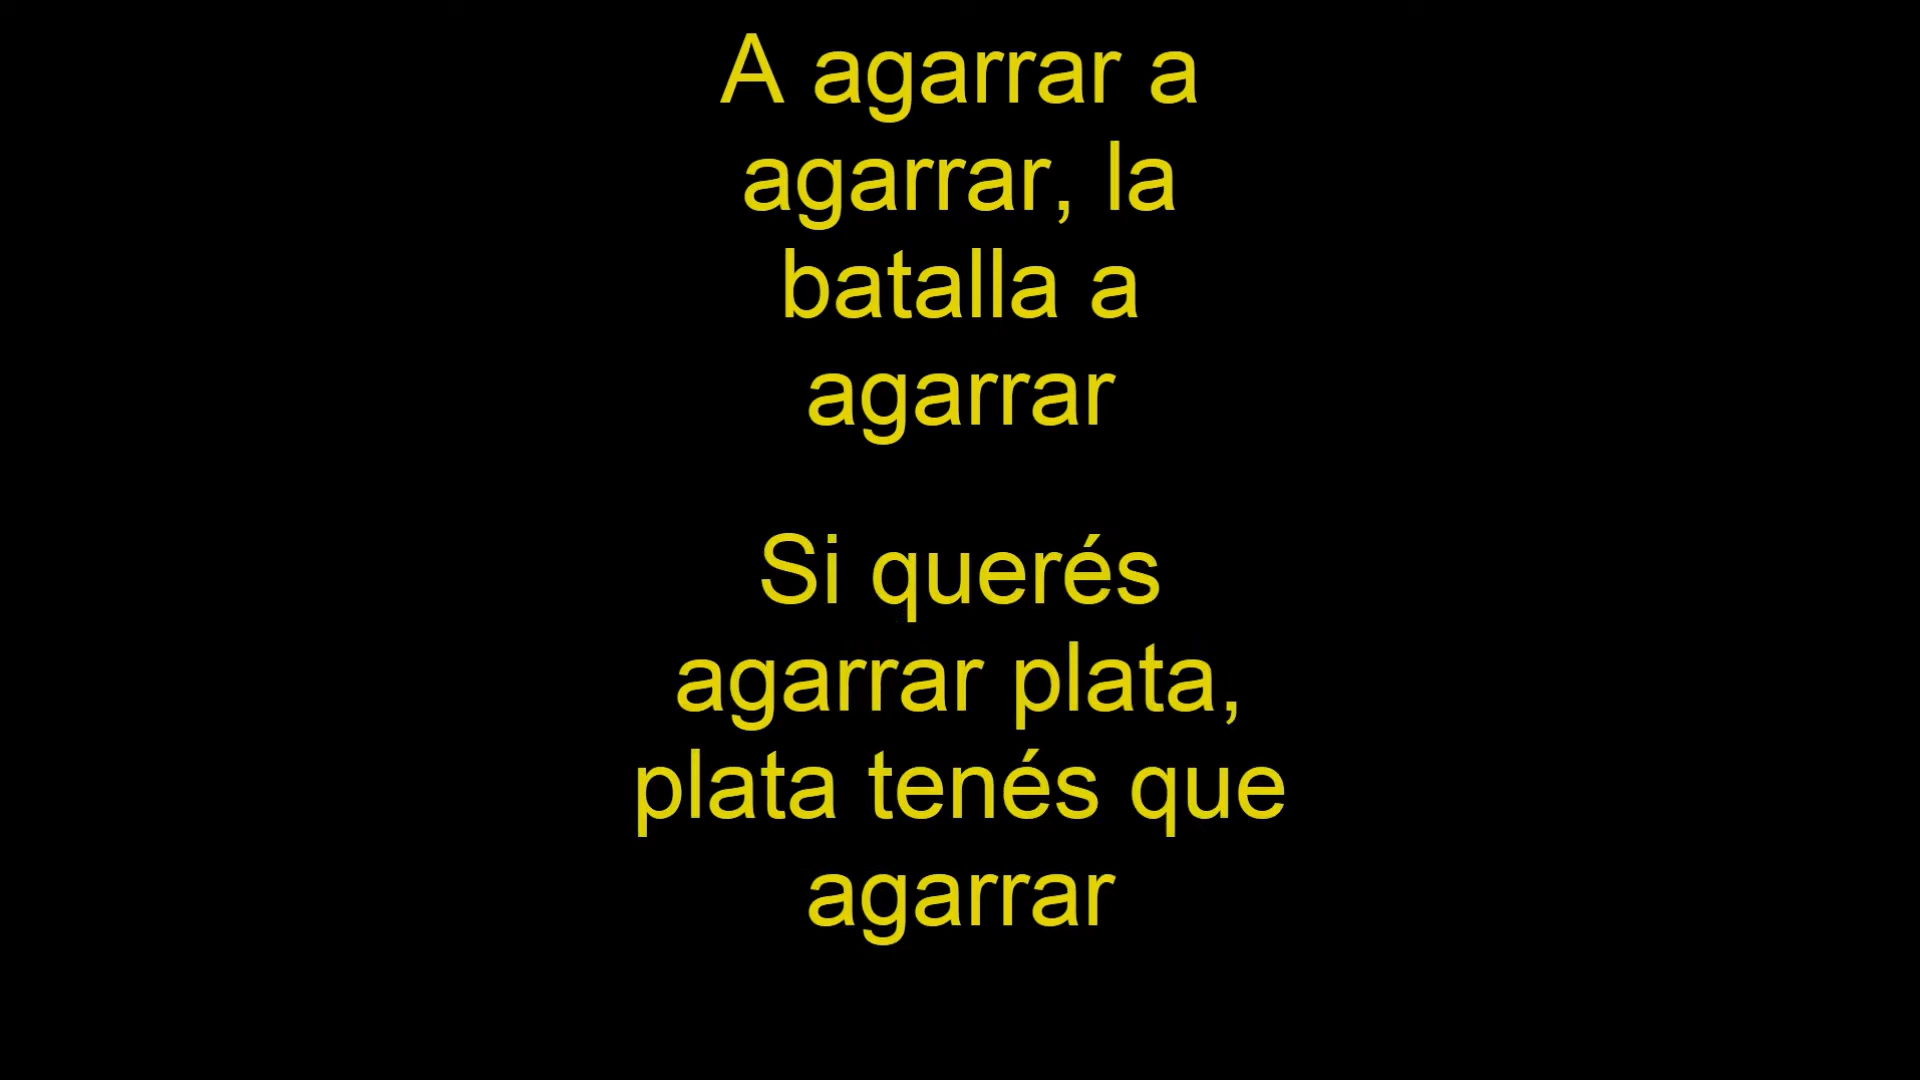 A agarrar a
agarrar, la
batalla a
agarrar
Si querés
agarrar plata,
plata tenés que
agarrar